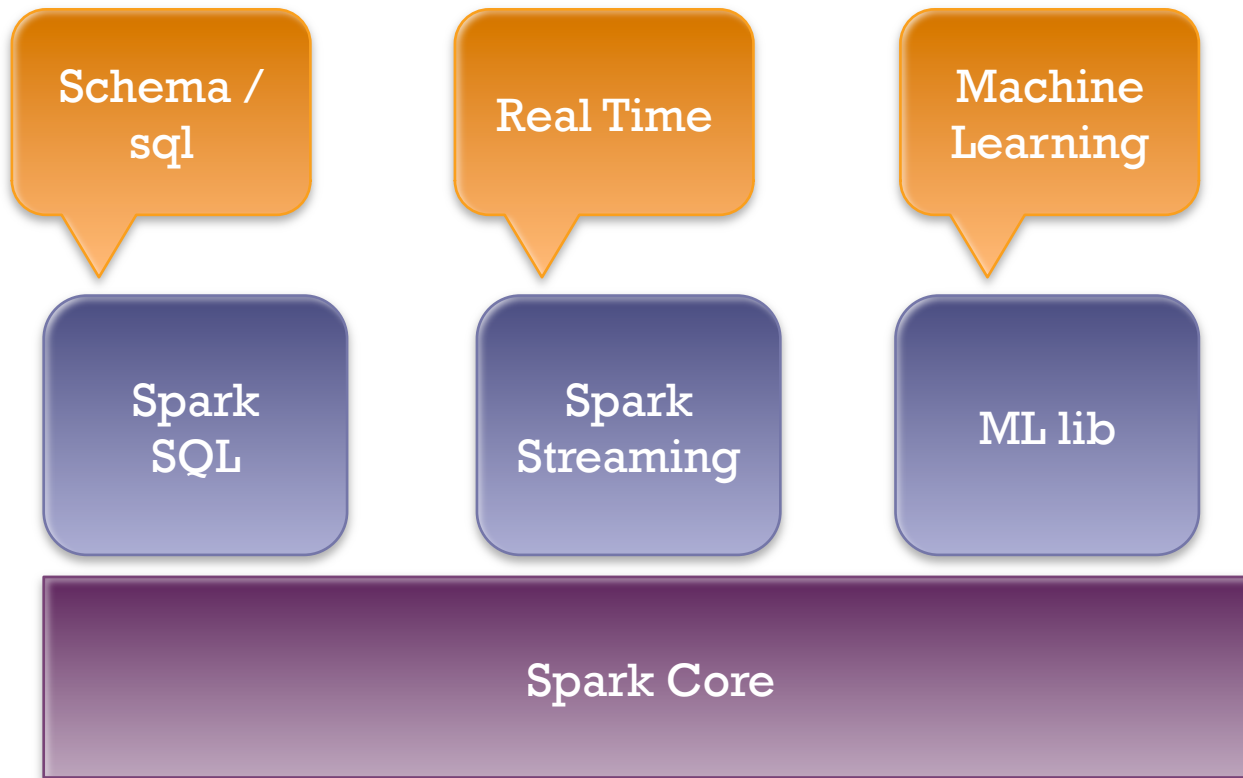 Schema /
sql
Real Time
Machine
Learning
Spark
SQL
Spark
Streaming
ML lib
Spark Core